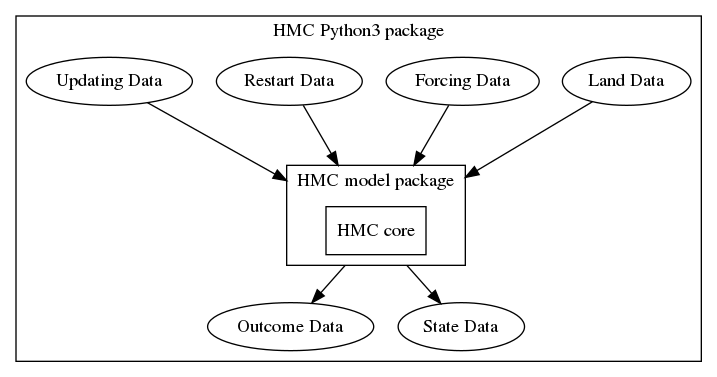 HMC Python3 package
Updating Data
Restart Data
Forcing Data
Land Data
HMC model package
HMC core
Outcome Data
State Data